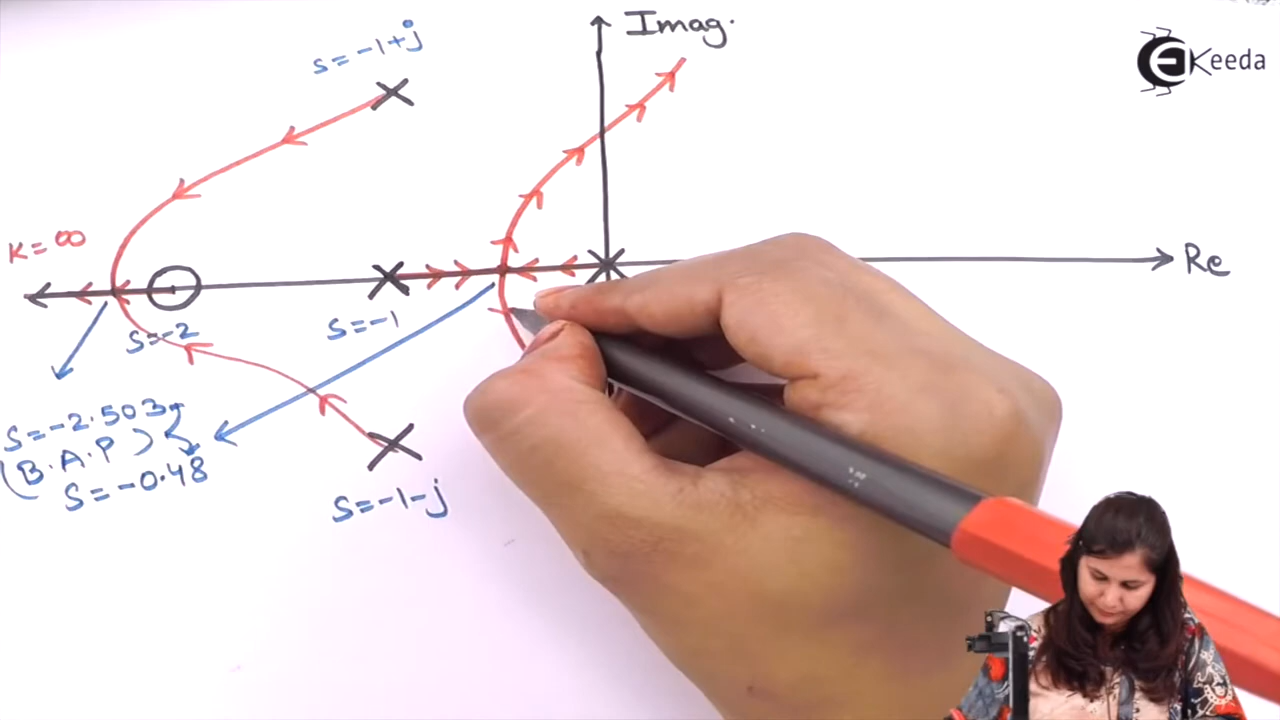 Imag.
s=-1+j
Keeda
K=∞
Re
s=-2
s=-1
s=-2.503
(B.A.P)
s=-0.48
s=-1-j